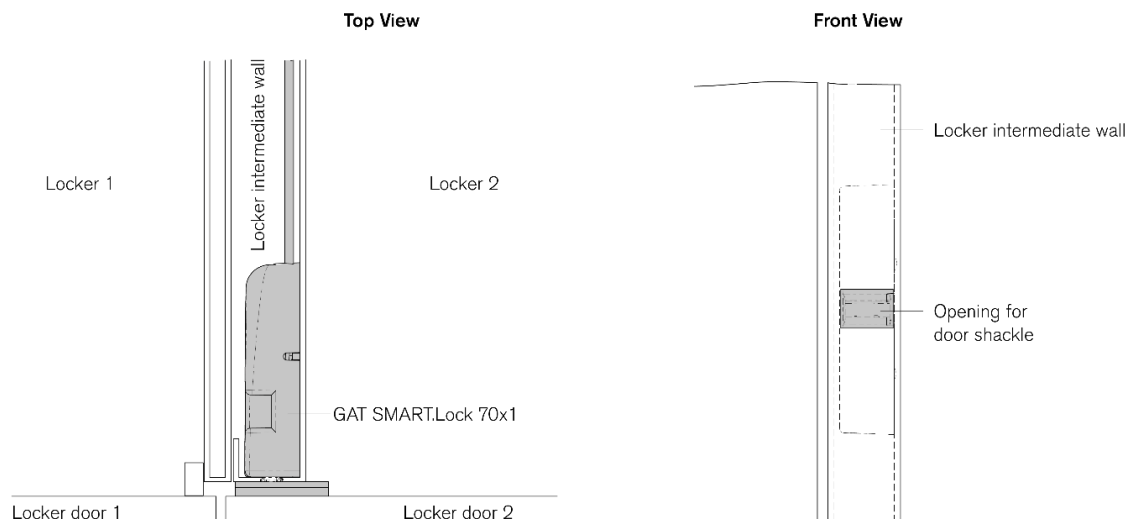 Top View
Front View
Locker intermediate wall
Locker 1
Locker 2
GAT SMART.Lock 70x1
Locker door 1
Locker door 2
Locker intermediate wall
Opening for
door shackle